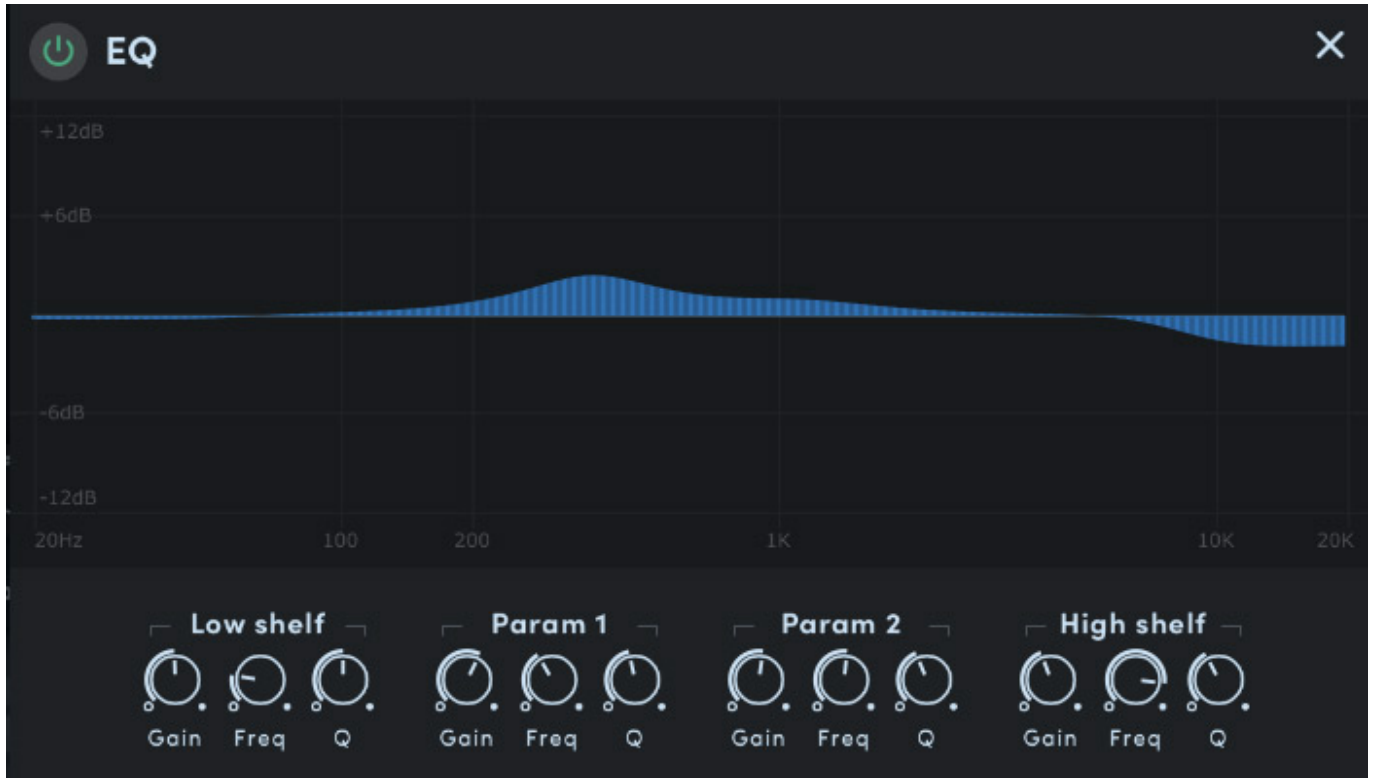 EQ
+12dB
+6dB
-6dB
-12dB
20Hz 100 200 1K 10K 20K
Low shelf Param 1 Param 2 High shelf
Gain Freq Q Gain Freq Q Gain Freq Q Gain Freq Q